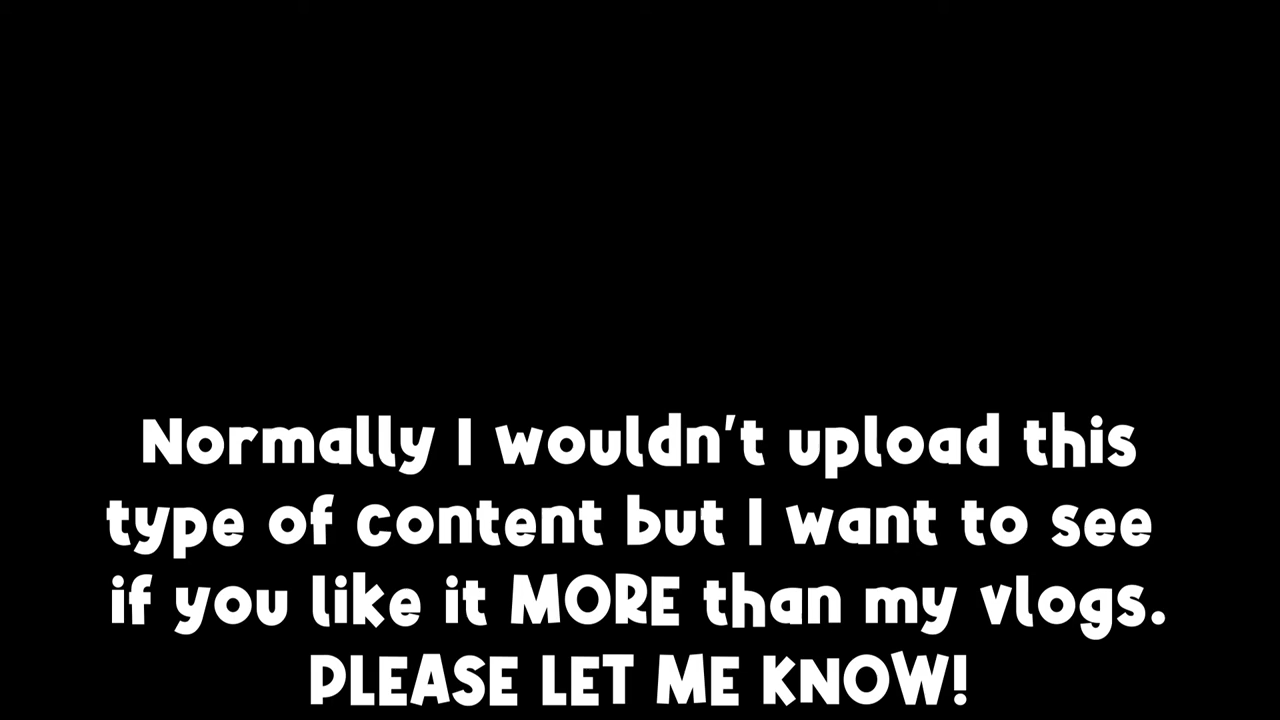 Normally I wouldn't upload this
type of content but I want to see
if you like it MORE than my vlogs.
PLEASE LET ME KNOW!